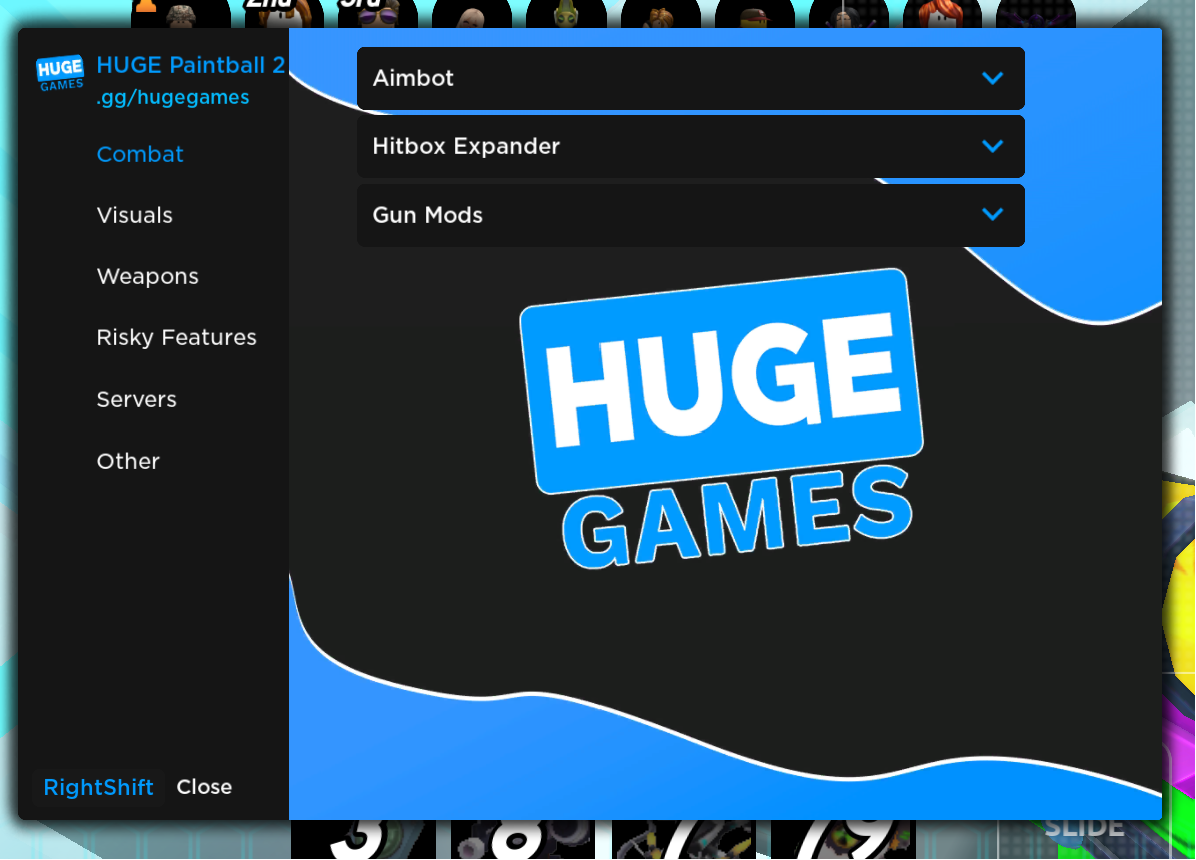 2nd
3rd
HUGE
GAMES
HUGE Paintball 2
.gg/hugegames
Combat
Visuals
Weapons
Risky Features
Servers
Other
RightShift
Close
Aimbot
Hitbox Expander
Gun Mods
HUGE
GAMES
SLIDE